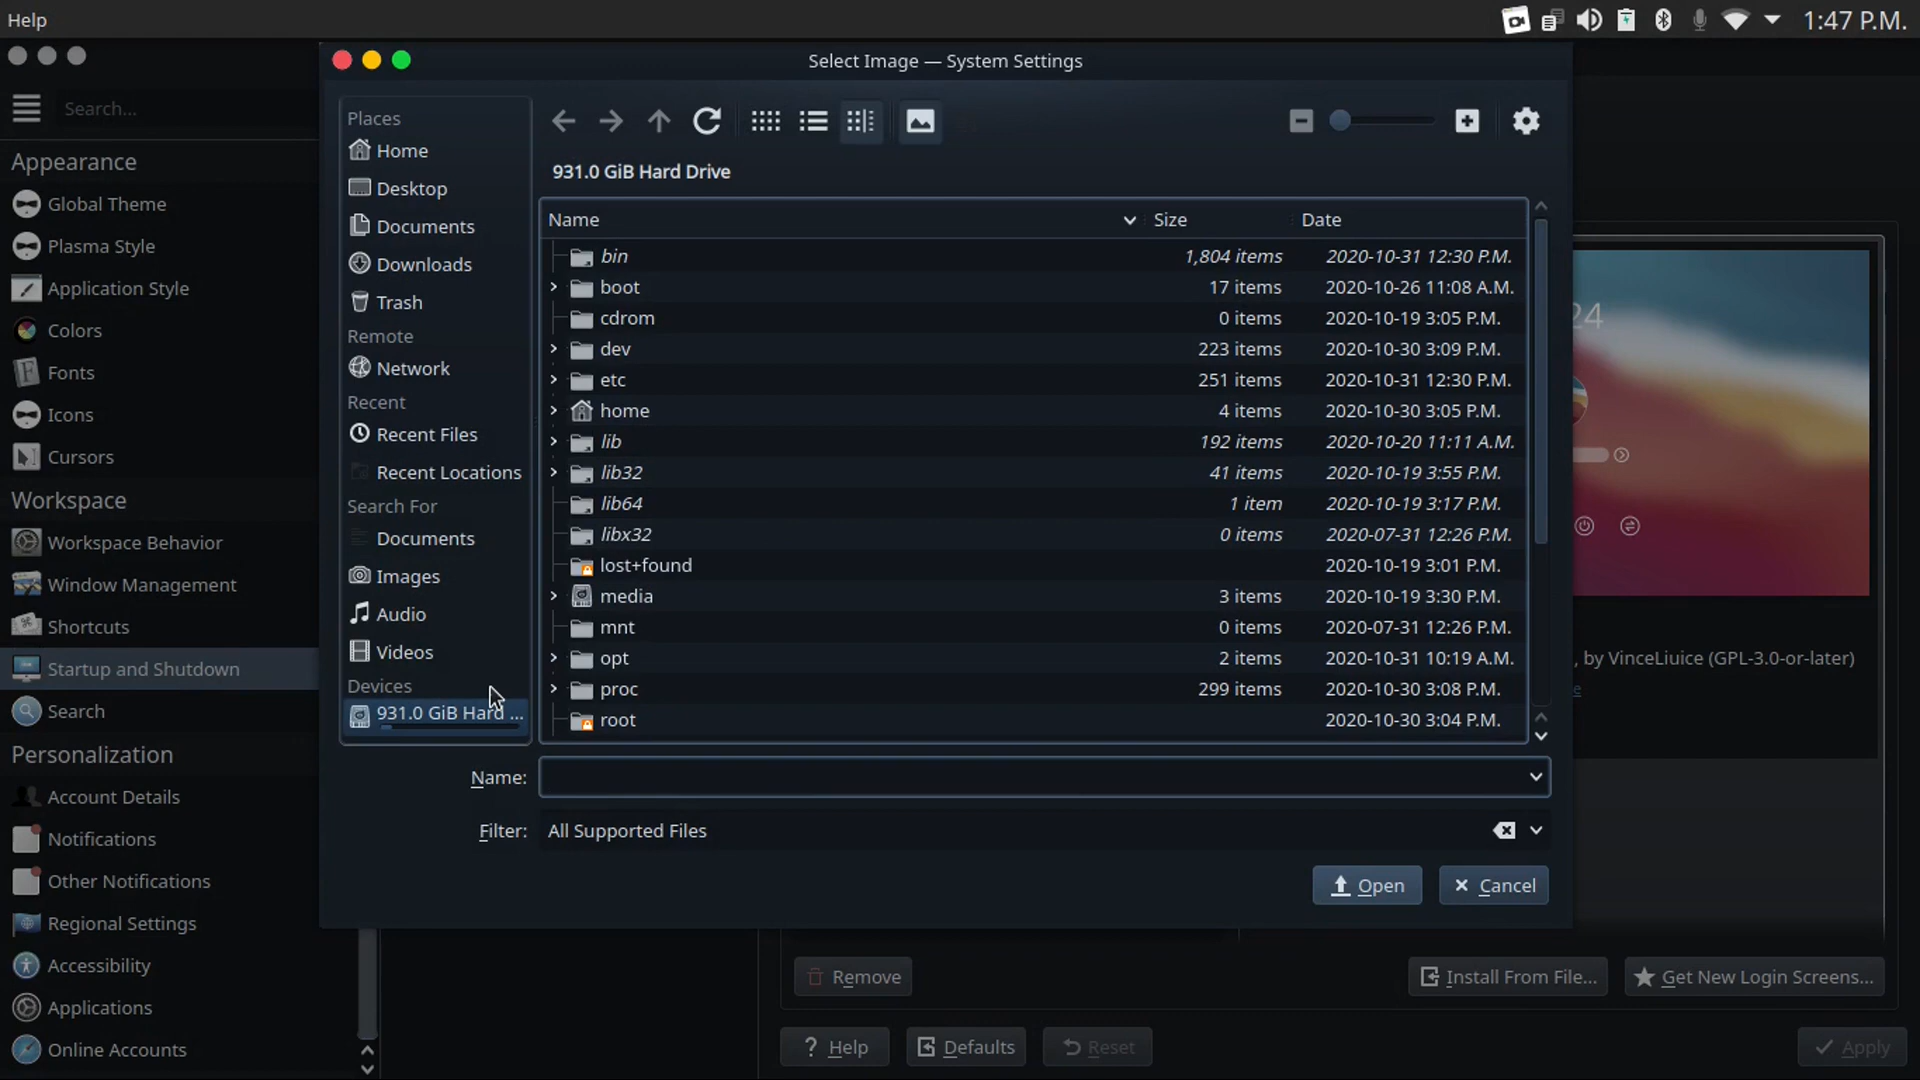 Help
1:47 P.M.
Select Image — System Settings
Search...
Appearance
Global Theme
Plasma Style
Application Style
Colors
Fonts
Icons
Cursors
Workspace
Workspace Behavior
Window Management
Shortcuts
Startup and Shutdown
Search
Personalization
Account Details
Notifications
Other Notifications
Regional Settings
Accessibility
Applications
Online Accounts
Places
Home
Desktop
Documents
Downloads
Trash
Remote
Network
Recent
Recent Files
Recent Locations
Search For
Documents
Images
Audio
Videos
Devices
931.0 GiB Hard ...
931.0 GiB Hard Drive
Name Size Date
bin 1,804 items 2020-10-31 12:30 P.M.
boot 17 items 2020-10-26 11:08 A.M.
cdrom 0 items 2020-10-19 3:05 P.M.
dev 223 items 2020-10-30 3:09 P.M.
etc 251 items 2020-10-31 12:30 P.M.
home 4 items 2020-10-30 3:05 P.M.
lib 192 items 2020-10-20 11:11 A.M.
lib32 41 items 2020-10-19 3:55 P.M.
lib64 1 item 2020-10-19 3:17 P.M.
libx32 0 items 2020-07-31 12:26 P.M.
lost+found 2020-10-19 3:01 P.M.
media 3 items 2020-10-19 3:30 P.M.
mnt 0 items 2020-07-31 12:26 P.M.
opt 2 items 2020-10-31 10:19 A.M.
proc 299 items 2020-10-30 3:08 P.M.
root 2020-10-30 3:04 P.M.
Name:
Filter: All Supported Files
Open Cancel
24
, by VinceLiuice (GPL-3.0-or-later)
Remove Install From File... Get New Login Screens...
? Help Defaults Reset Apply